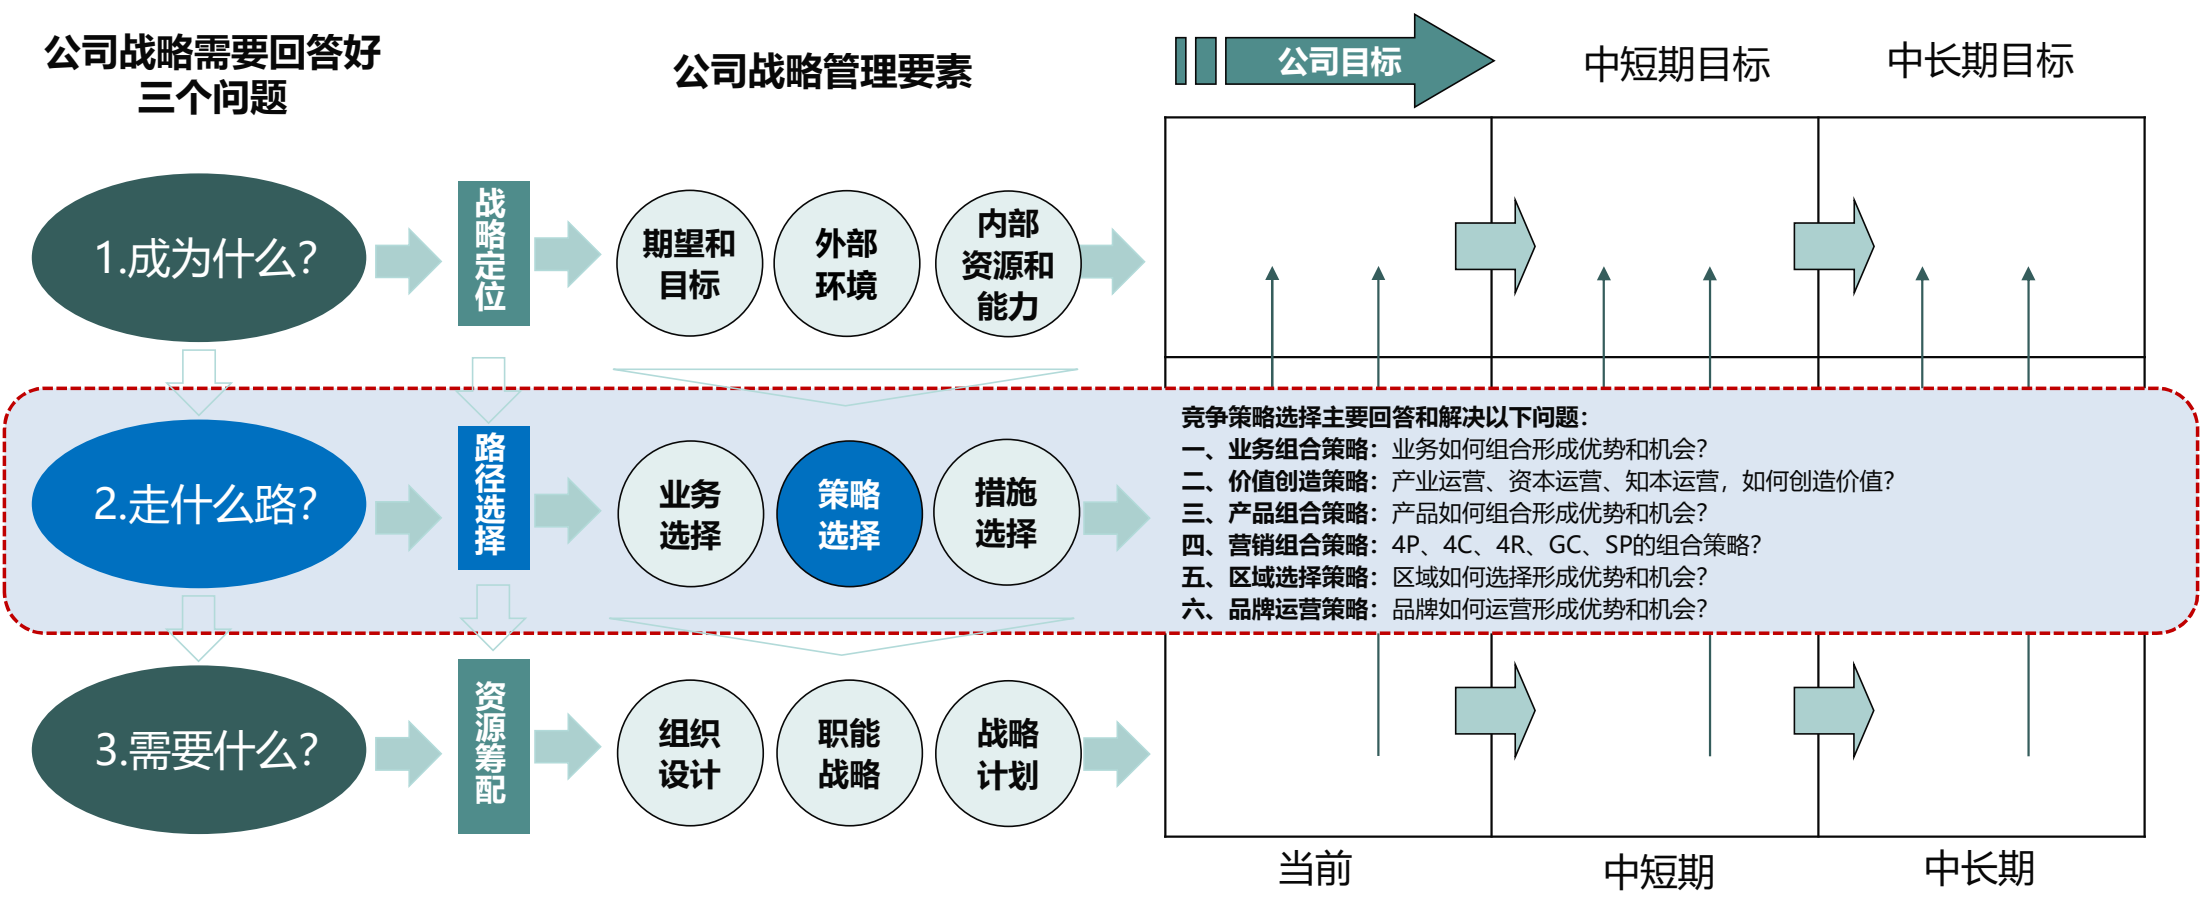 公司战略需要回答好
三个问题
公司战略管理要素
公司目标
中短期目标
中长期目标
1.成为什么？
战略定位
期望和
目标
外部
环境
内部
资源和
能力
2.走什么路？
路径选择
业务
选择
策略
选择
措施
选择
竞争策略选择主要回答和解决以下问题：
一、业务组合策略：业务如何组合形成优势和机会？
二、价值创造策略：产业运营、资本运营、知本运营，如何创造价值？
三、产品组合策略：产品如何组合形成优势和机会？
四、营销组合策略：4P、4C、4R、GC、SP的组合策略？
五、区域选择策略：区域如何选择形成优势和机会？
六、品牌运营策略：品牌如何运营形成优势和机会？
3.需要什么？
资源筹配
组织
设计
职能
战略
战略
计划
当前
中短期
中长期